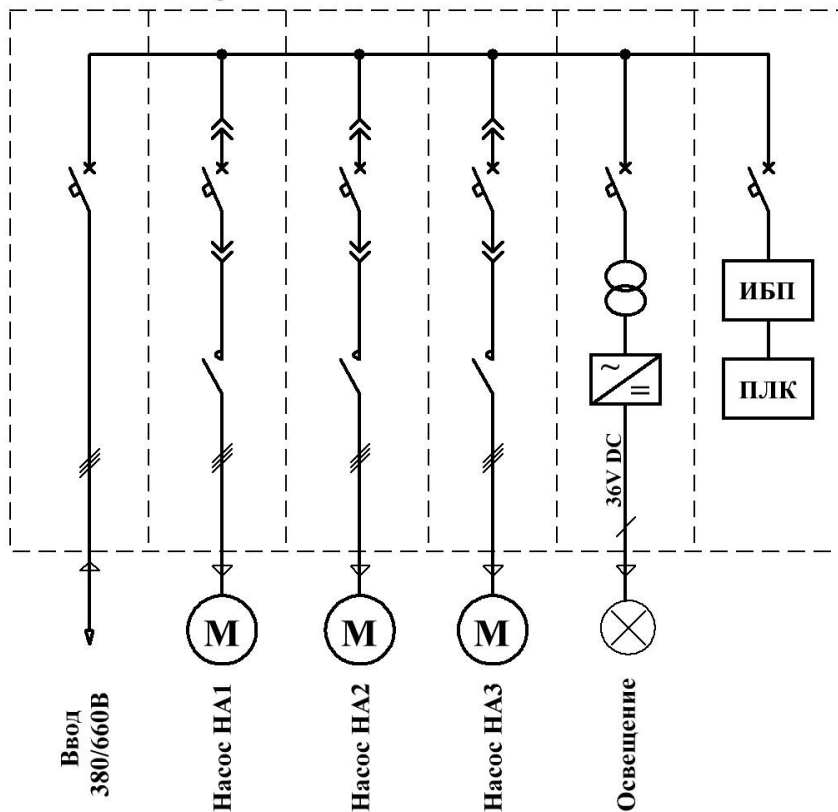 ИБП
ПЛК
~
=
36V DC
М
М
М
Ввод
380/660В
Насос НА1
Насос НА2
Насос НА3
Освещение